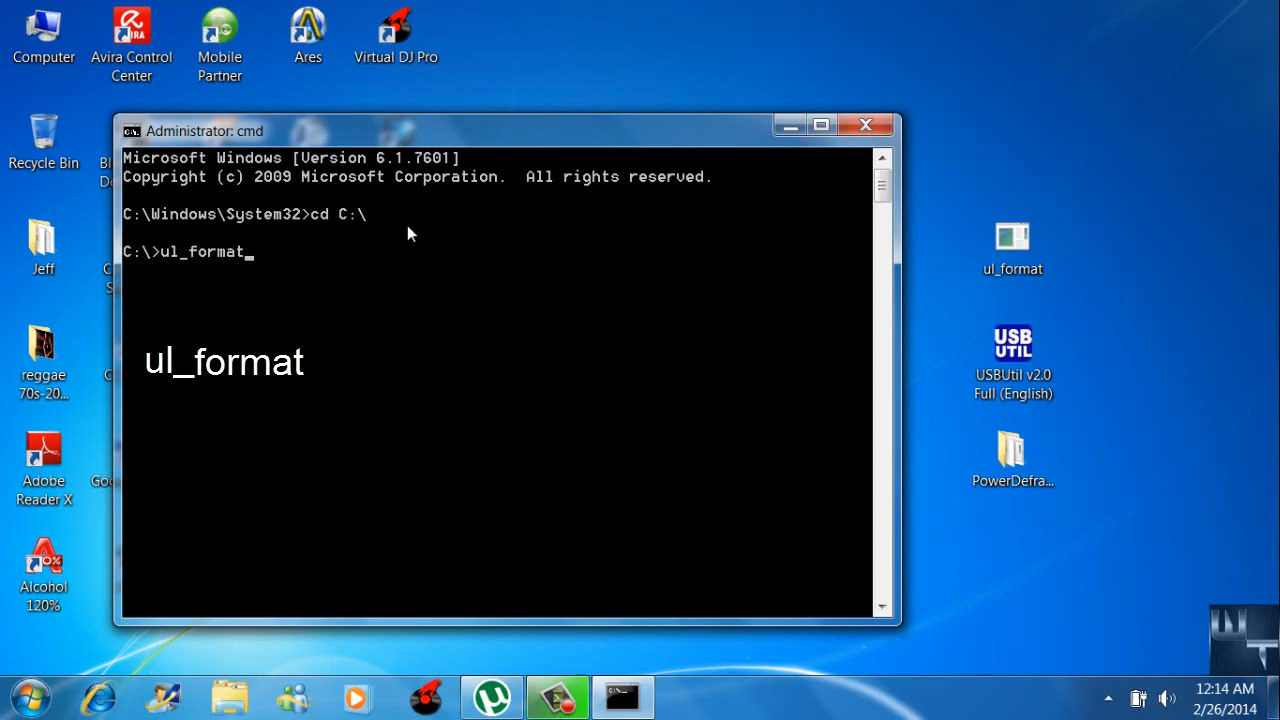 Computer
Avira Control
Center
Mobile
Partner
Ares
Virtual DJ Pro
Recycle Bin
Jeff
reggae
70s-20...
Adobe
Reader X
Alcohol
120%
Administrator: cmd
Microsoft Windows [Version 6.1.7601]
Copyright (c) 2009 Microsoft Corporation.  All rights reserved.
C:\Windows\System32>cd C:\
C:\>ul_format_
ul_format
ul_format
USB
UTIL
USBUtil v2.0
Full (English)
PowerDefra...
12:14 AM
2/26/2014